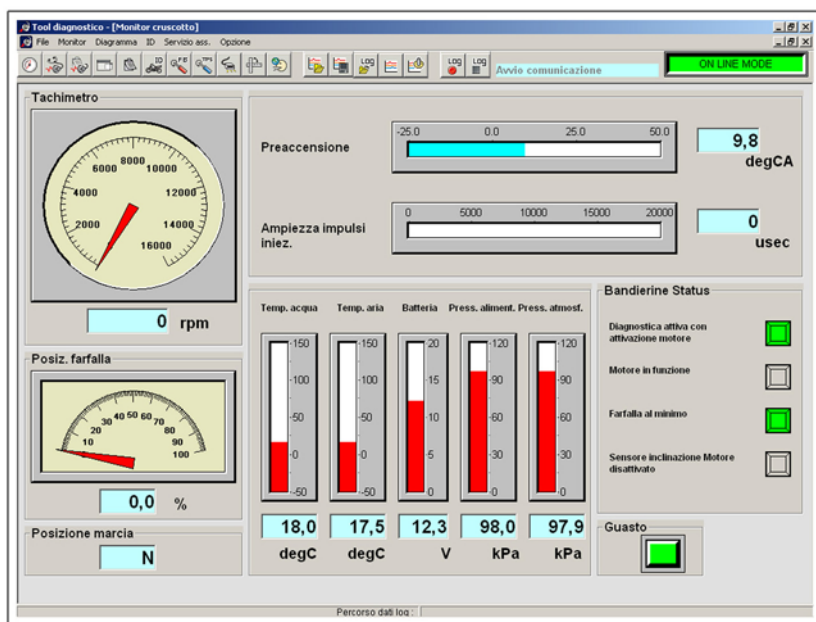 Tool diagnostico - [Monitor cruscotto]
File Monitor Diagramma ID Servizio ass. Opzione
Avvio comunicazione
ON LINE MODE
Tachimetro
2000
4000
6000
8000
10000
12000
14000
16000
0 rpm
Preaccensione
-25.0 0.0 25.0 50.0
9,8
degCA
Ampiezza impulsi
iniez.
0 5000 10000 15000 20000
0
usec
Posiz. farfalla
10 20 30 40 50 60 70 80 90 100
0,0 %
Posizione marcia
N
Temp. acqua Temp. aria Batteria Press. aliment. Press. atmosf.
150 150 20 120 120
100 100 15 90 90
50 50 10 60 60
0 0 5 30 30
-50 -50 0 0 0
18,0 17,5 12,3 98,0 97,9
degC degC V kPa kPa
Bandierine Status
Diagnostica attiva con
attivazione motore
Motore in funzione
Farfalla al minimo
Sensore inclinazione Motore
disattivato
Guasto
Percorso dati log :